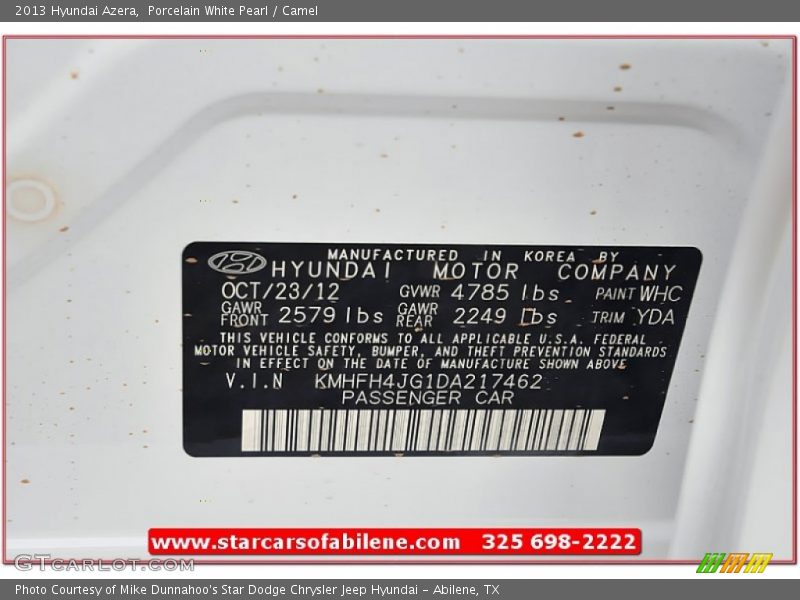 2013 Hyundai Azera, Porcelain White Pearl / Camel
MANUFACTURED IN KOREA BY
HYUNDAI MOTOR COMPANY
OCT/23/12 GVWR 4785 lbs PAINT WHC
GAWR FRONT 2579 lbs GAWR REAR 2249 lbs TRIM YDA
THIS VEHICLE CONFORMS TO ALL APPLICABLE U.S.A. FEDERAL
MOTOR VEHICLE SAFETY, BUMPER, AND THEFT PREVENTION STANDARDS
IN EFFECT ON THE DATE OF MANUFACTURE SHOWN ABOVE
V.I.N KMHFH4JG1DA217462
PASSENGER CAR
www.starcarsofabilene.com 325 698-2222
GTCARLOT.COM
Photo Courtesy of Mike Dunnahoo's Star Dodge Chrysler Jeep Hyundai - Abilene, TX